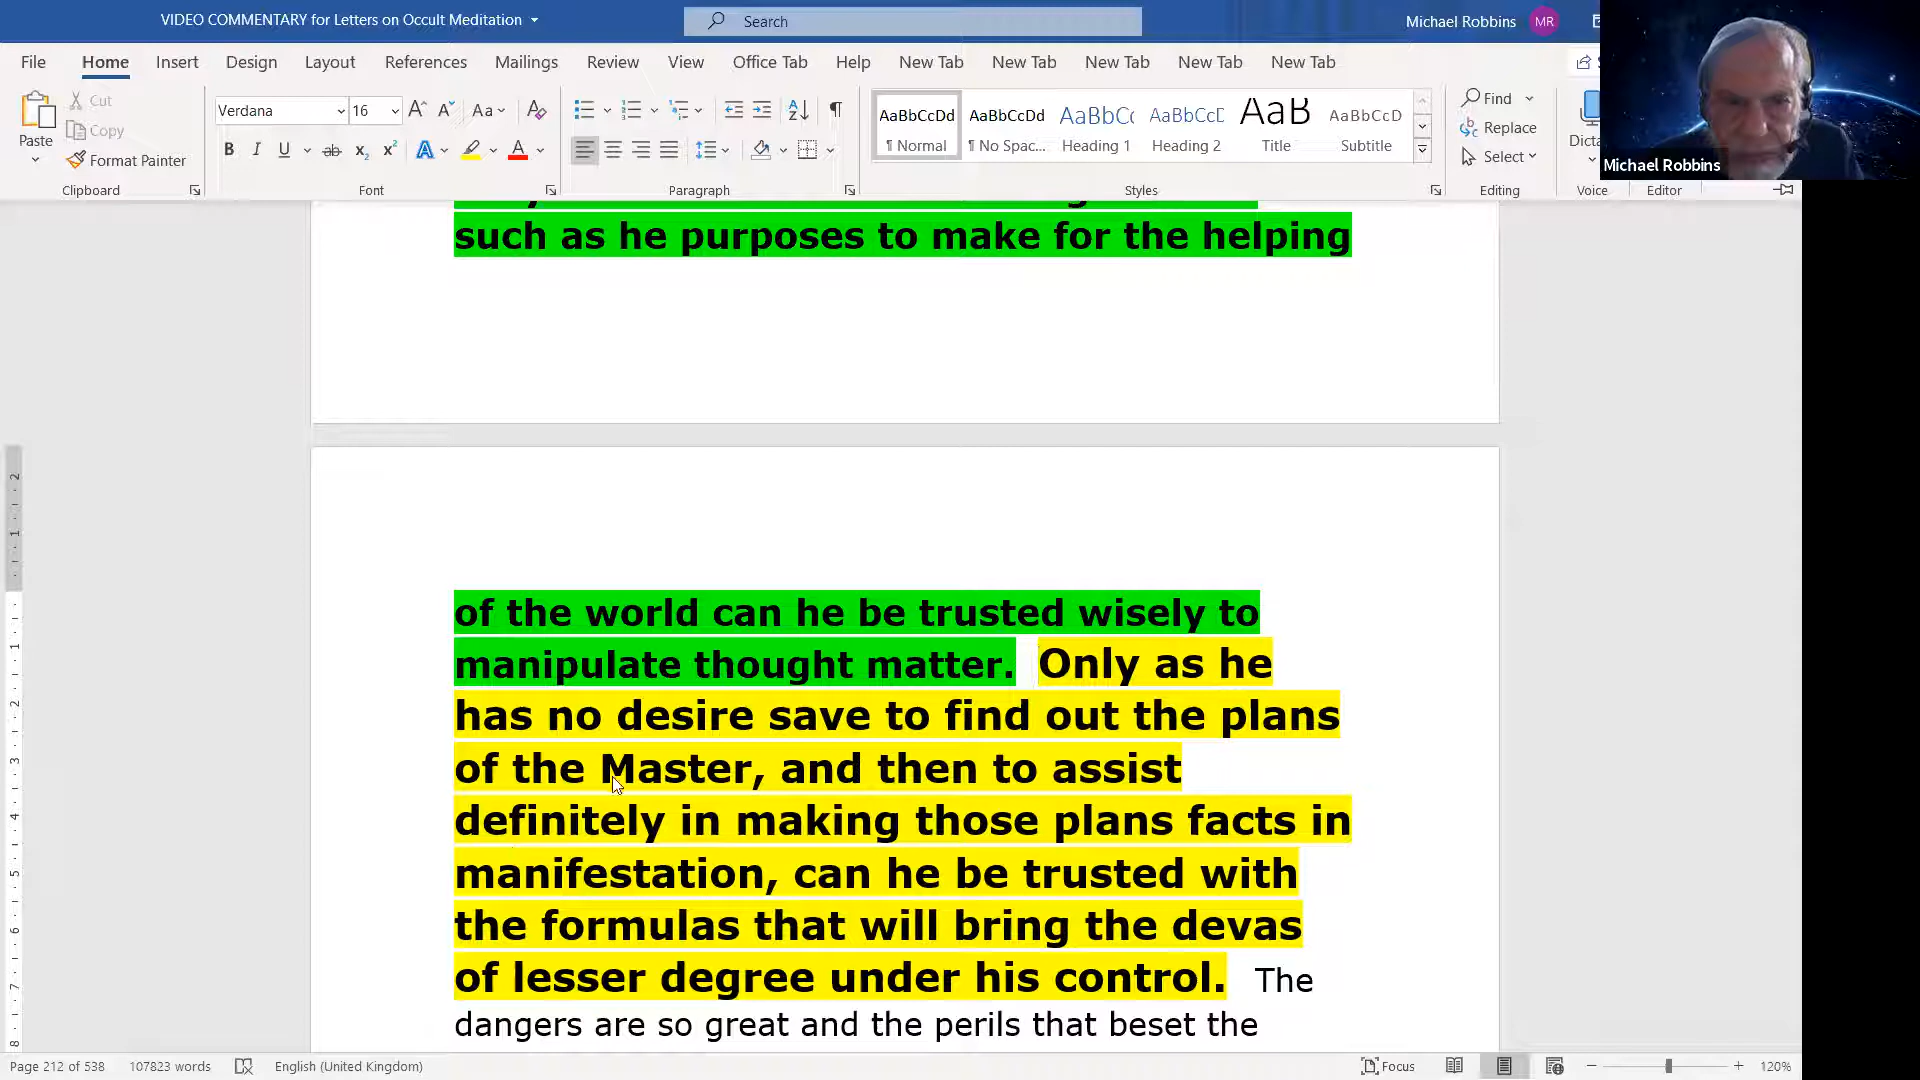 VIDEO COMMENTARY for Letters on Occult Meditation
Search
Michael Robbins
MR
File Home Insert Design Layout References Mailings Review View Office Tab Help New Tab New Tab New Tab New Tab New Tab
Paste
Cut
Copy
Format Painter
Clipboard
Verdana 16
Font
Paragraph
AaBbCcDd AaBbCcDd AaBbCc AaBbCcD AaB AaBbCcD
¶ Normal ¶ No Spac... Heading 1 Heading 2 Title Subtitle
Styles
Find
Replace
Select
Editing
Voice
Editor
Michael Robbins
such as he purposes to make for the helping
of the world can he be trusted wisely to
manipulate thought matter. Only as he
has no desire save to find out the plans
of the Master, and then to assist
definitely in making those plans facts in
manifestation, can he be trusted with
the formulas that will bring the devas
of lesser degree under his control. The
dangers are so great and the perils that beset the
Page 212 of 538 107823 words English (United Kingdom) Focus 120%